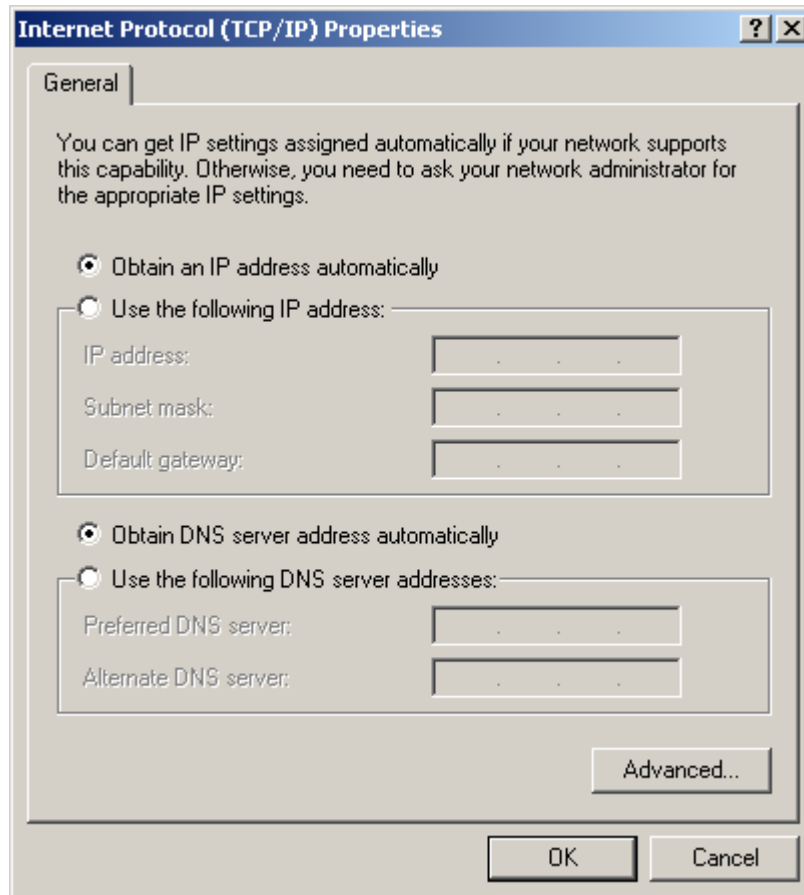 Internet Protocol (TCP/IP) Properties
General
You can get IP settings assigned automatically if your network supports
this capability. Otherwise, you need to ask your network administrator for
the appropriate IP settings.
Obtain an IP address automatically
Use the following IP address:
IP address:
Subnet mask:
Default gateway:
Obtain DNS server address automatically
Use the following DNS server addresses:
Preferred DNS server:
Alternate DNS server:
Advanced...
OK
Cancel